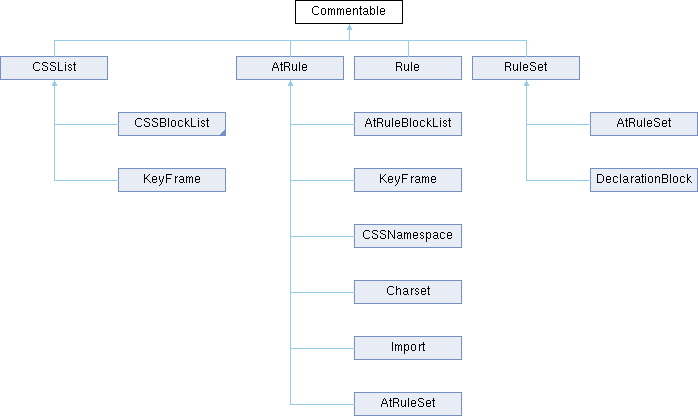 Commentable
CSSList
AtRule
Rule
RuleSet
CSSBlockList
AtRuleBlockList
AtRuleSet
KeyFrame
KeyFrame
DeclarationBlock
CSSNamespace
Charset
Import
AtRuleSet